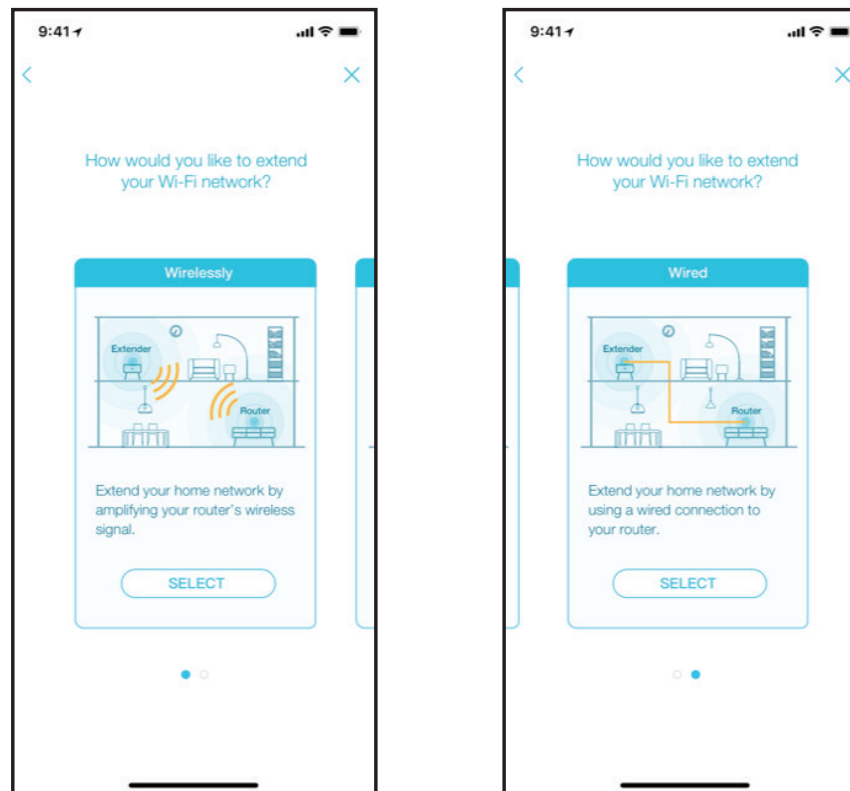 9:41
How would you like to extend
your Wi-Fi network?
Wirelessly
Extender
Router
Extend your home network by
amplifying your router's wireless
signal.
SELECT
9:41
How would you like to extend
your Wi-Fi network?
Wired
Extender
Router
Extend your home network by
using a wired connection to
your router.
SELECT